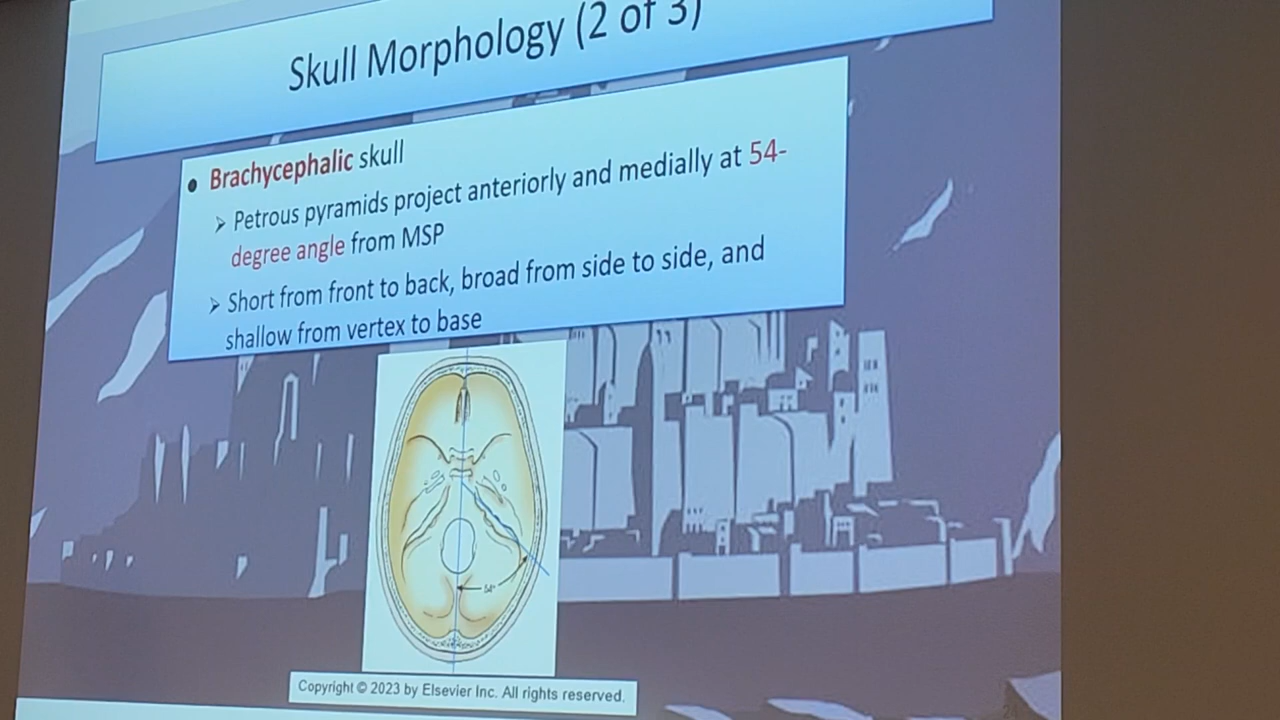 Skull Morphology (2 of 3)
• Brachycephalic skull
➢ Petrous pyramids project anteriorly and medially at 54-
degree angle from MSP
➢ Short from front to back, broad from side to side, and
shallow from vertex to base
54°
Copyright © 2023 by Elsevier Inc. All rights reserved.